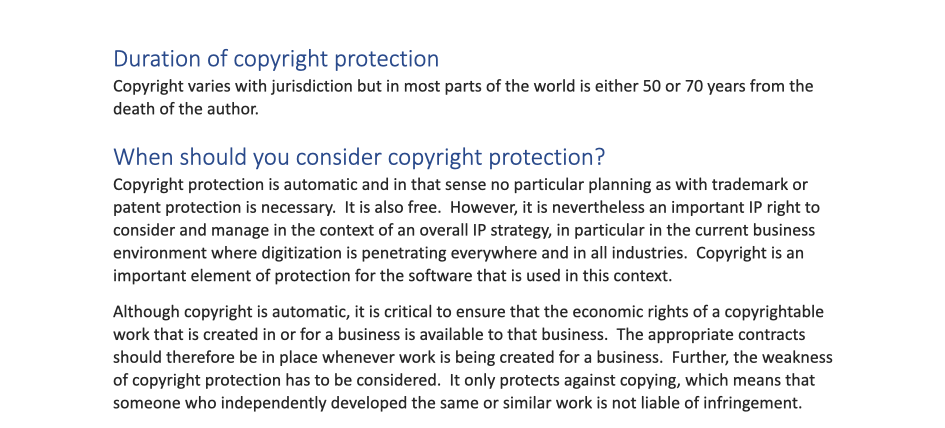 Duration of copyright protection
Copyright varies with jurisdiction but in most parts of the world is either 50 or 70 years from the
death of the author.
When should you consider copyright protection?
Copyright protection is automatic and in that sense no particular planning as with trademark or
patent protection is necessary.  It is also free.  However, it is nevertheless an important IP right to
consider and manage in the context of an overall IP strategy, in particular in the current business
environment where digitization is penetrating everywhere and in all industries.  Copyright is an
important element of protection for the software that is used in this context.
Although copyright is automatic, it is critical to ensure that the economic rights of a copyrightable
work that is created in or for a business is available to that business.  The appropriate contracts
should therefore be in place whenever work is being created for a business.  Further, the weakness
of copyright protection has to be considered.  It only protects against copying, which means that
someone who independently developed the same or similar work is not liable of infringement.